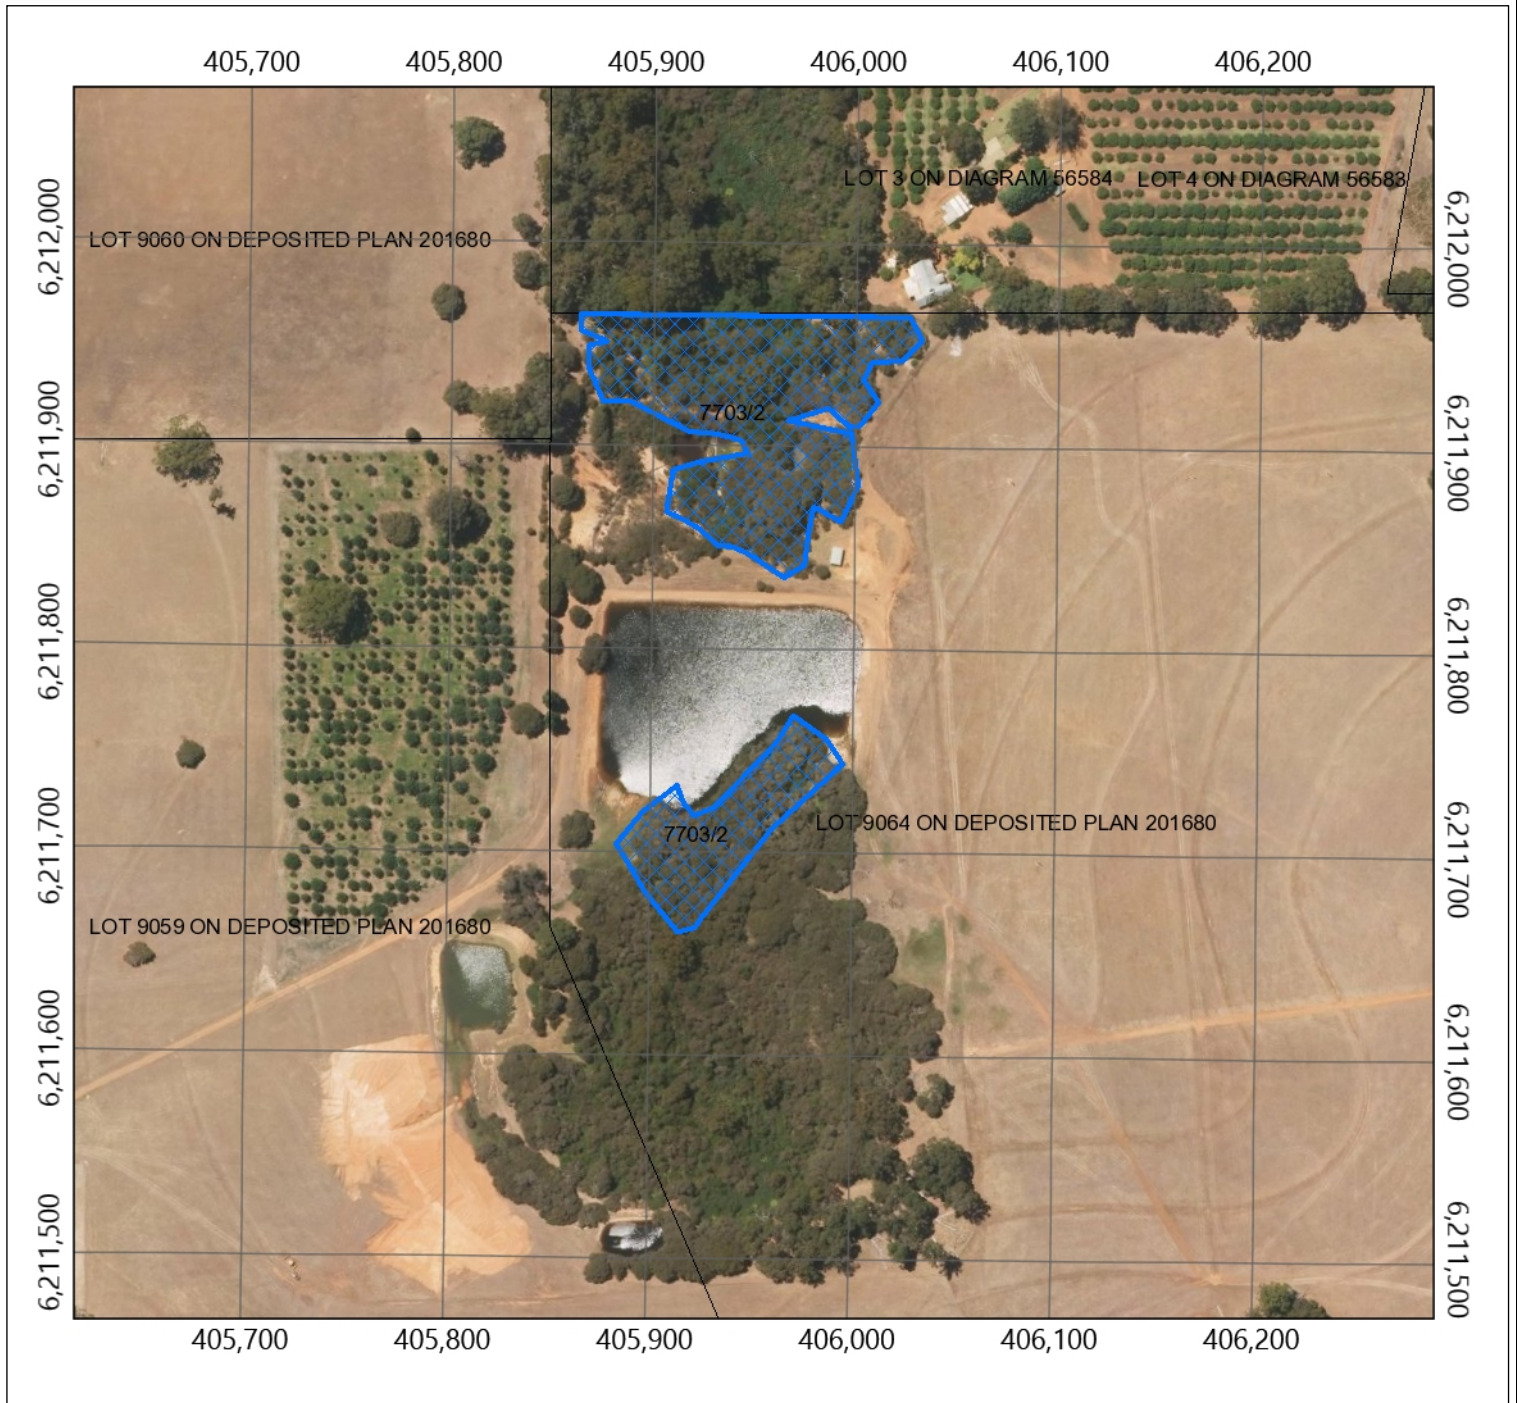 405,700 405,800 405,900 406,000 406,100 406,200
6,212,000
6,211,900
6,211,800
6,211,700
6,211,600
6,211,500
LOT 3 ON DIAGRAM 56584
LOT 4 ON DIAGRAM 56583
LOT 9060 ON DEPOSITED PLAN 201680
7703/2
LOT 9064 ON DEPOSITED PLAN 201680
7703/2
LOT 9059 ON DEPOSITED PLAN 201680
6,212,000
6,211,900
6,211,800
6,211,700
6,211,600
6,211,500
405,700 405,800 405,900 406,000 406,100 406,200